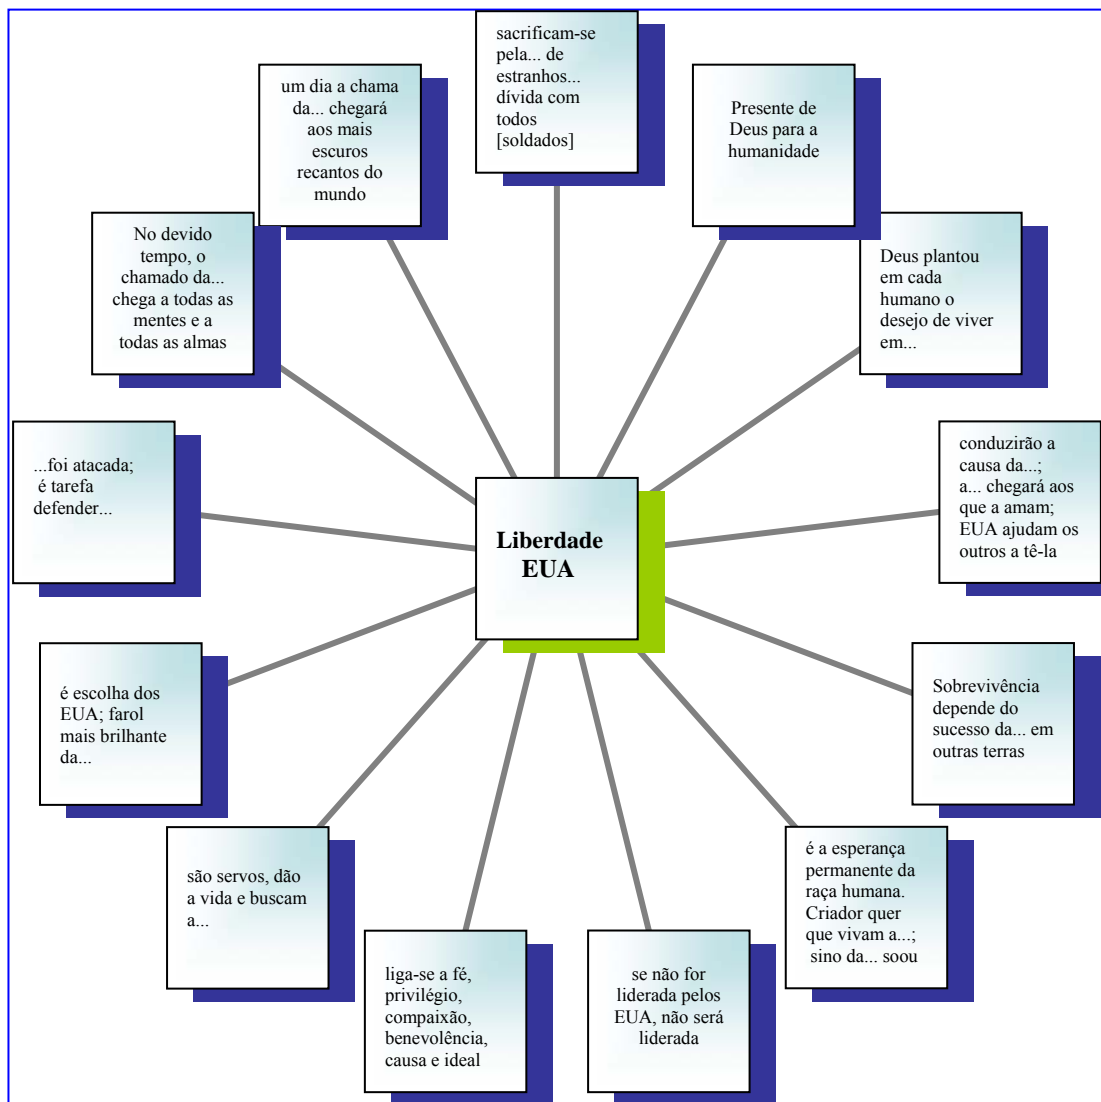 sacrificam-se
pela... de
estranhos...
dívida com
todos
[soldados]
Presente de
Deus para a
humanidade
Deus plantou
em cada
humano o
desejo de viver
em...
conduzirão a
causa da...;
a... chegará aos
que a amam;
EUA ajudam os
outros a tê-la
Sobrevivência
depende do
sucesso da... em
outras terras
é a esperança
permanente da
raça humana.
Criador quer
que vivam a...;
sino da... soou
se não for
liderada pelos
EUA, não será
liderada
liga-se a fé,
privilégio,
compaixão,
benevolência,
causa e ideal
são servos, dão
a vida e buscam
a...
é escolha dos
EUA; farol
mais brilhante
da...
...foi atacada;
é tarefa
defender...
No devido
tempo, o
chamado da...
chega a todas as
mentes e a
todas as almas
um dia a chama
da... chegará
aos mais
escuros
recantos do
mundo
Liberdade
EUA